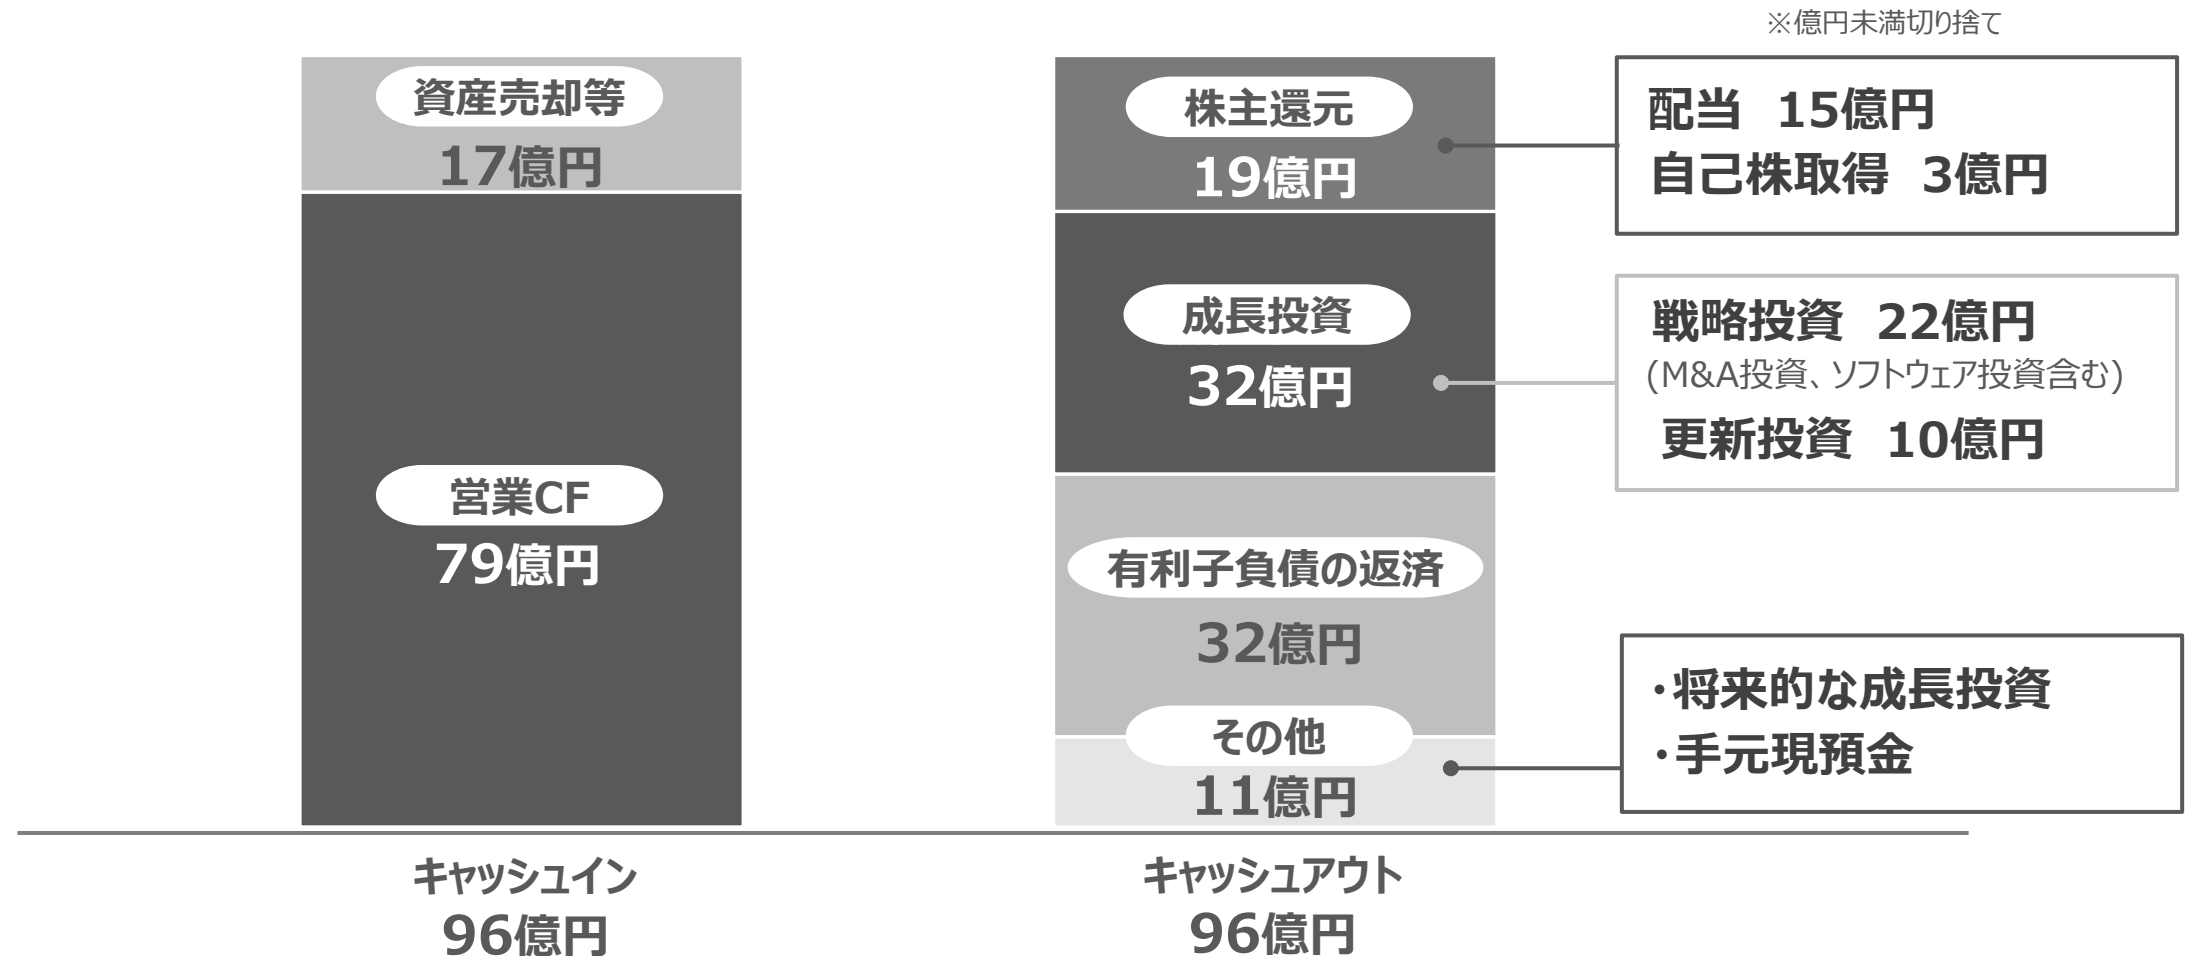 ※億円未満切り捨て
資産売却等
17億円
営業CF
79億円
キャッシュイン
96億円
株主還元
19億円
成長投資
32億円
有利子負債の返済
32億円
その他
11億円
キャッシュアウト
96億円
配当 15億円
自己株取得 3億円
戦略投資 22億円
(M&A投資、ソフトウェア投資含む)
更新投資 10億円
・将来的な成長投資
・手元現預金